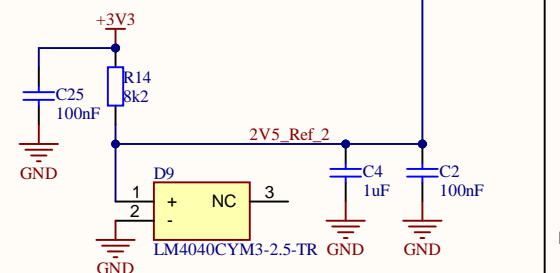 +3V3
R14
8k2
C25
100nF
GND
2V5_Ref_2
D9
1
+
NC
3
2
-
LM4040CYM3-2.5-TR
GND
C4
1uF
GND
C2
100nF
GND